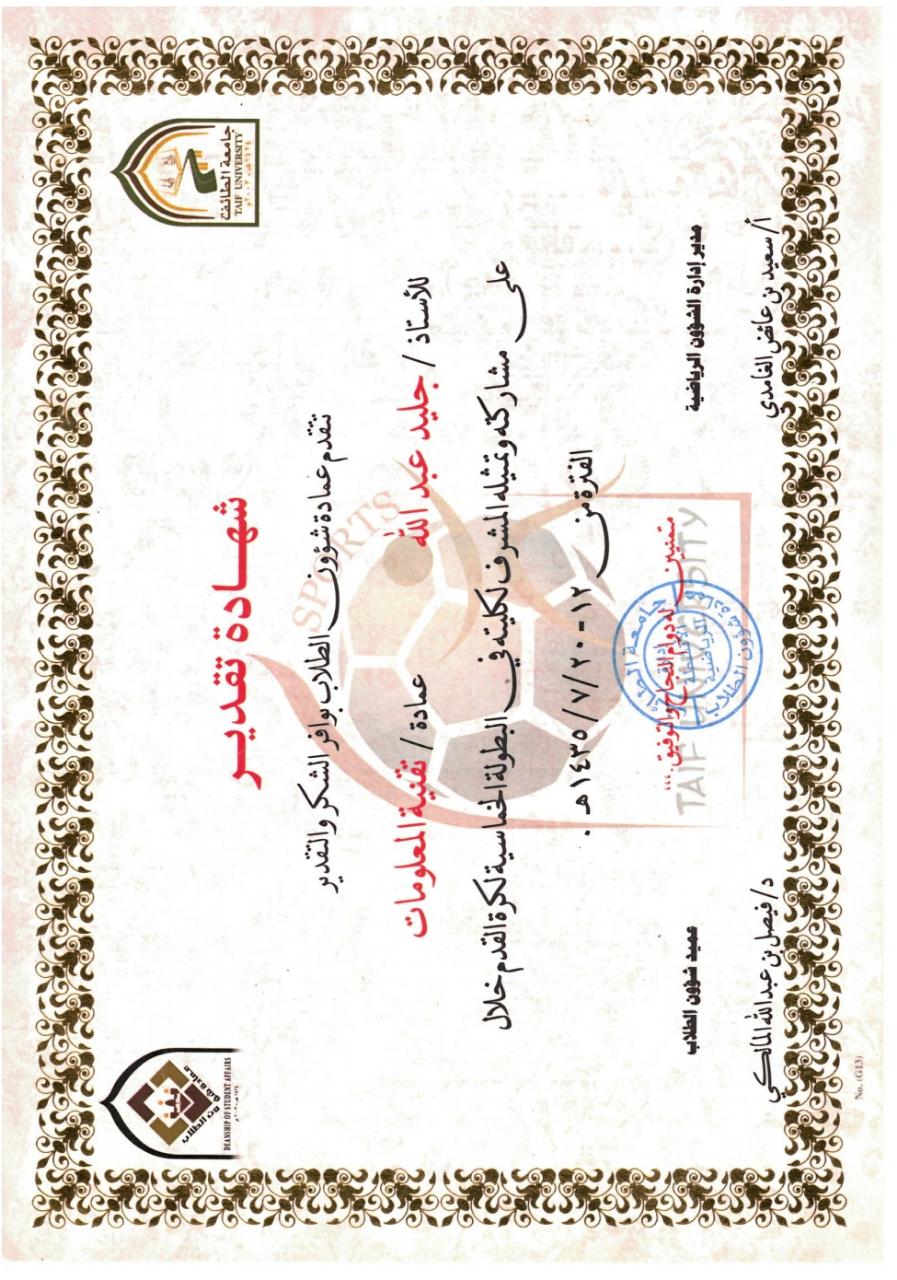 عمادة شؤون الطلاب
DEANSHIP OF STUDENT AFFAIRS
جامعة الطائف
TAIF UNIVERSITY
١٤٢٤هـ - ٢٠٠٣م
شهادة تقدير
SPORTS
تتقدم عمادة شؤون الطلاب بوافر الشكر والتقدير
للأستاذ / جليد عبد الله عمادة / تقنية المعلومات
على مشاركته وتمثيله المشرف لكليته في البطولة الخماسية لكرة القدم خلال
الفترة من ١٢ - ٢٠ / ٧ / ١٤٣٥هـ .
متمنيين له دوام النجاح والتوفيق ،،،
TAIF UNIVERSITY
جامعة الطائف
الأنشطة
الرياضية
عمادة شؤون الطلاب
مدير إدارة الشؤون الرياضية عميد شؤون الطلاب
أ/ سعيد بن عائض الغامدي د/ فيصل بن عبدالله المالكي
No. (G13)